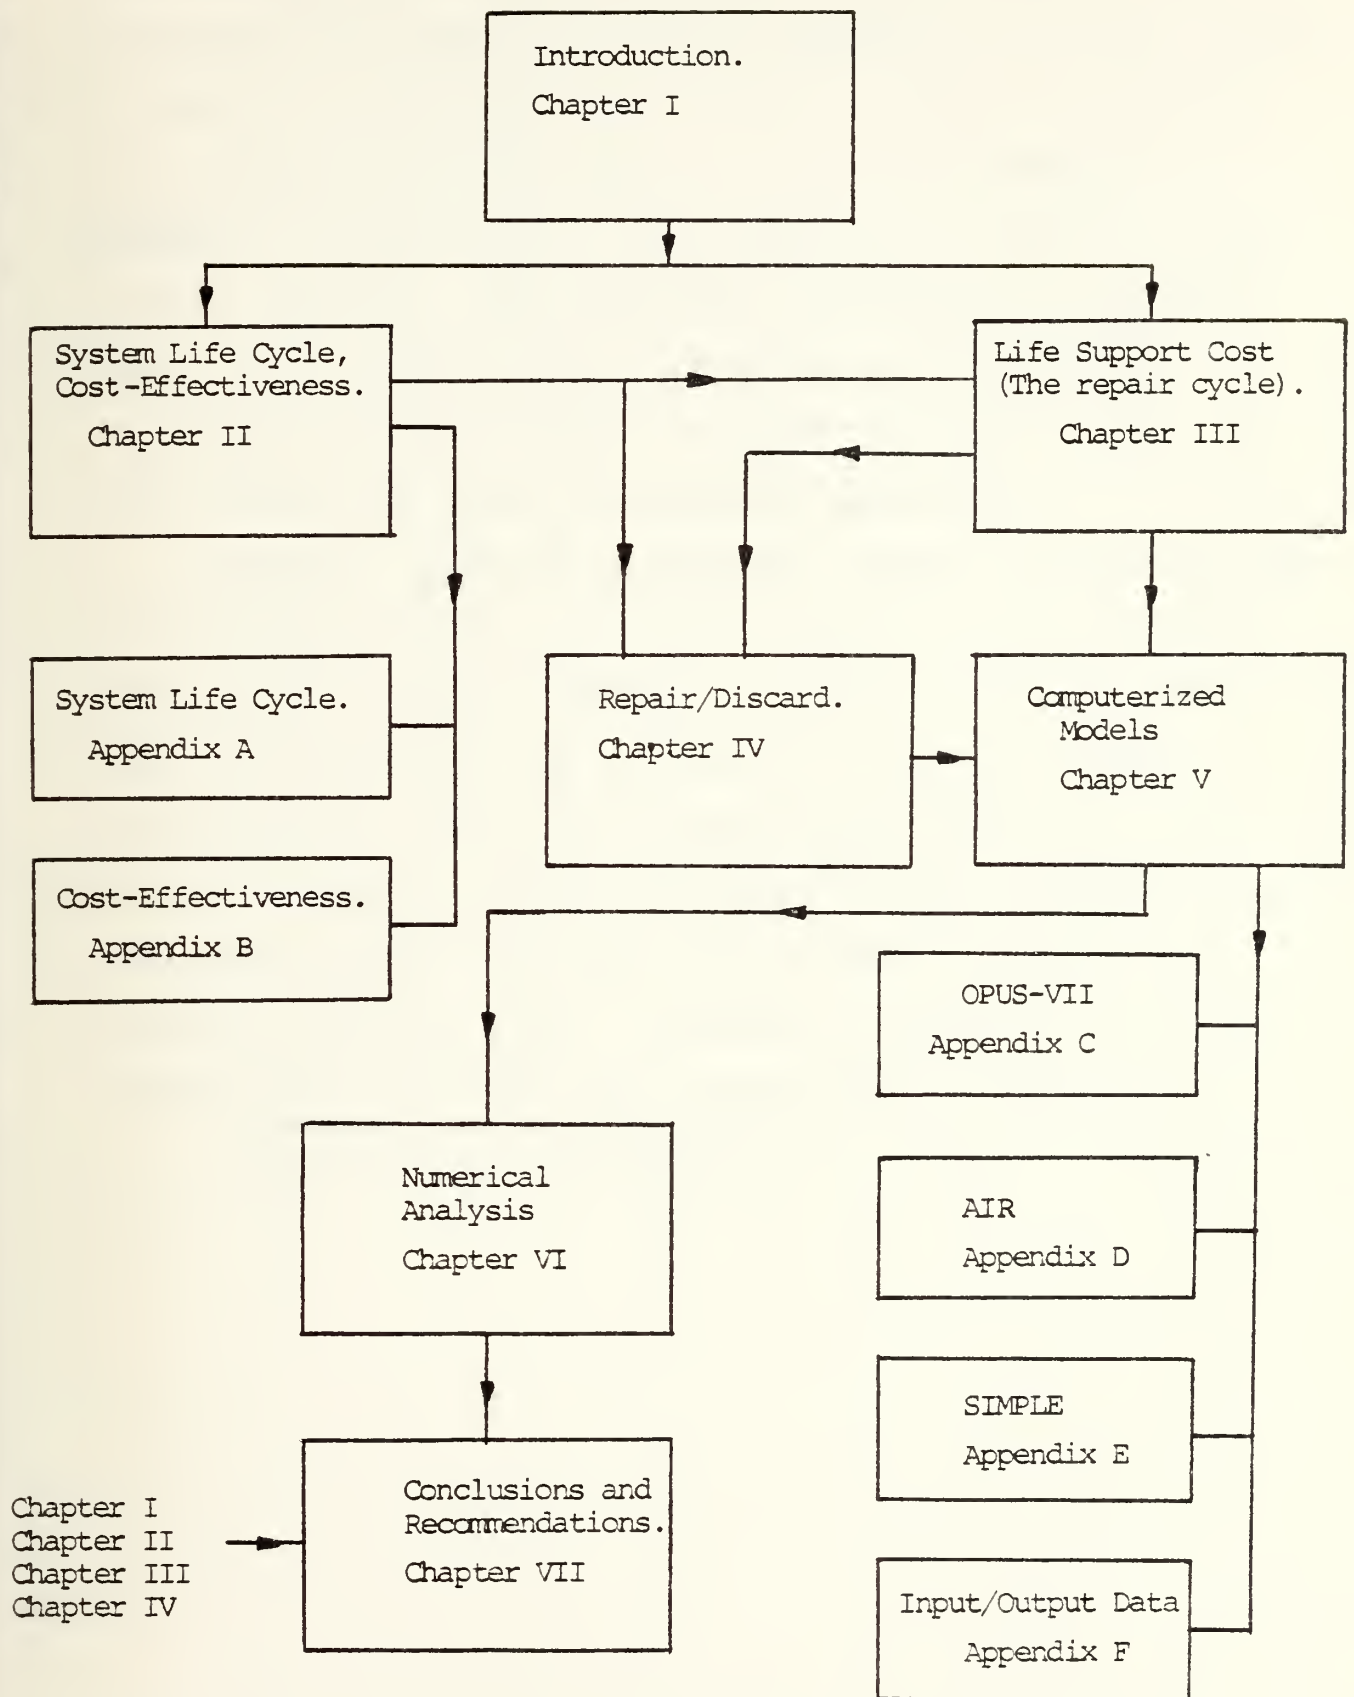 Introduction.
Chapter I
System Life Cycle,
Cost-Effectiveness.
Chapter II
Life Support Cost
(The repair cycle).
Chapter III
System Life Cycle.
Appendix A
Repair/Discard.
Chapter IV
Computerized
Models
Chapter V
Cost-Effectiveness.
Appendix B
OPUS-VII
Appendix C
Numerical
Analysis
Chapter VI
AIR
Appendix D
SIMPLE
Appendix E
Chapter I
Chapter II
Chapter III
Chapter IV
Conclusions and
Recommendations.
Chapter VII
Input/Output Data
Appendix F